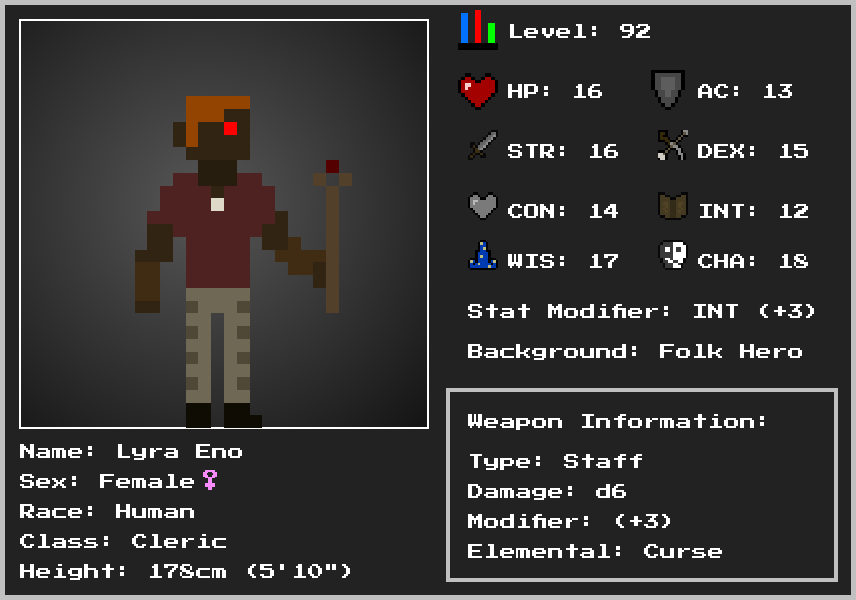 Level: 92
HP: 16
AC: 13
STR: 16
DEX: 15
CON: 14
INT: 12
WIS: 17
CHA: 18
Stat Modifier: INT (+3)
Background: Folk Hero
Weapon Information:
Type: Staff
Damage: d6
Modifier: (+3)
Elemental: Curse
Name: Lyra Eno
Sex: Female♀
Race: Human
Class: Cleric
Height: 178cm (5'10")